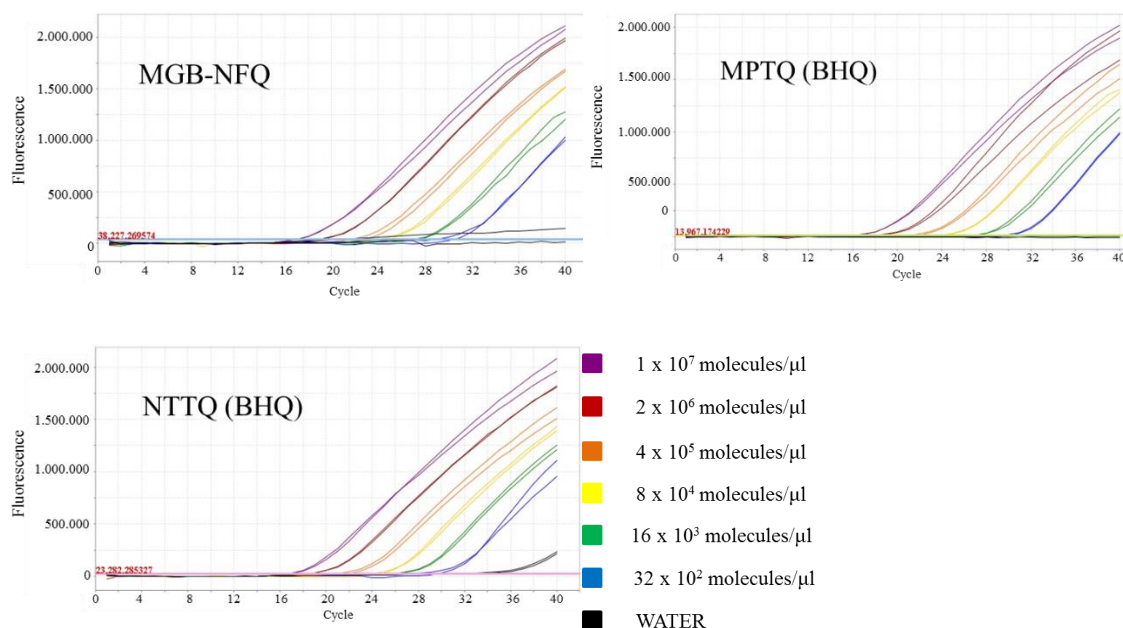 2.000.000
MGB-NFQ
1.500.000
1.000.000
500.000
38,227.269574
0
Fluorescence
0 4 8 12 16 20 24 28 32 36 40
Cycle
2.000.000
MPTQ (BHQ)
1.500.000
1.000.000
500.000
0
13,967.174229
Fluorescence
0 4 8 12 16 20 24 28 32 36 40
Cycle
2.000.000
NTTQ (BHQ)
1.500.000
1.000.000
500.000
23,282.285327
0
Fluorescence
0 4 8 12 16 20 24 28 32 36 40
Cycle
1 x 10⁷ molecules/µl
2 x 10⁶ molecules/µl
4 x 10⁵ molecules/µl
8 x 10⁴ molecules/µl
16 x 10³ molecules/µl
32 x 10² molecules/µl
WATER